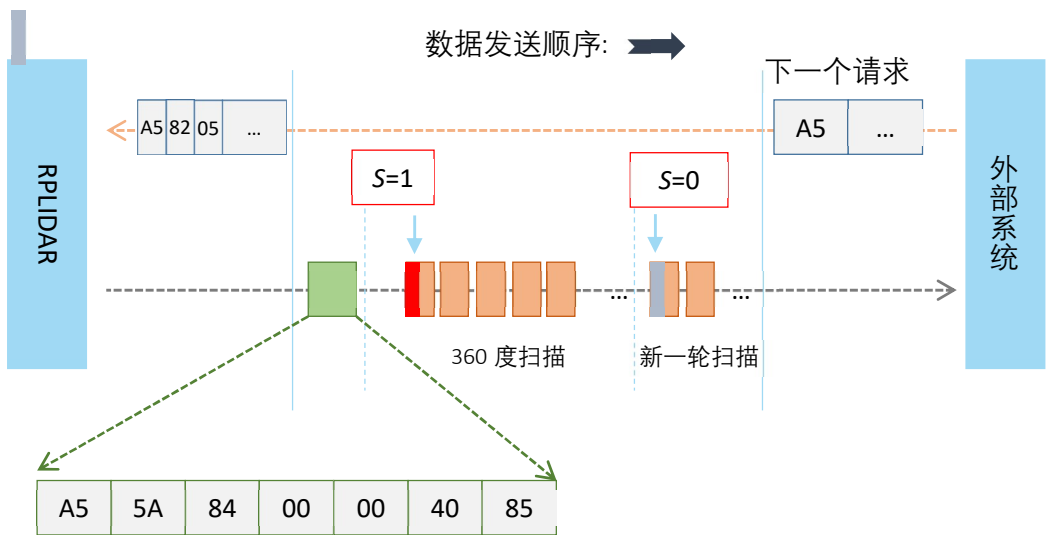 数据发送顺序:
下一个请求
A5 82 05 ...
A5 ...
RPLIDAR
外部系统
S=1
S=0
... ...
360 度扫描
新一轮扫描
A5 5A 84 00 00 40 85